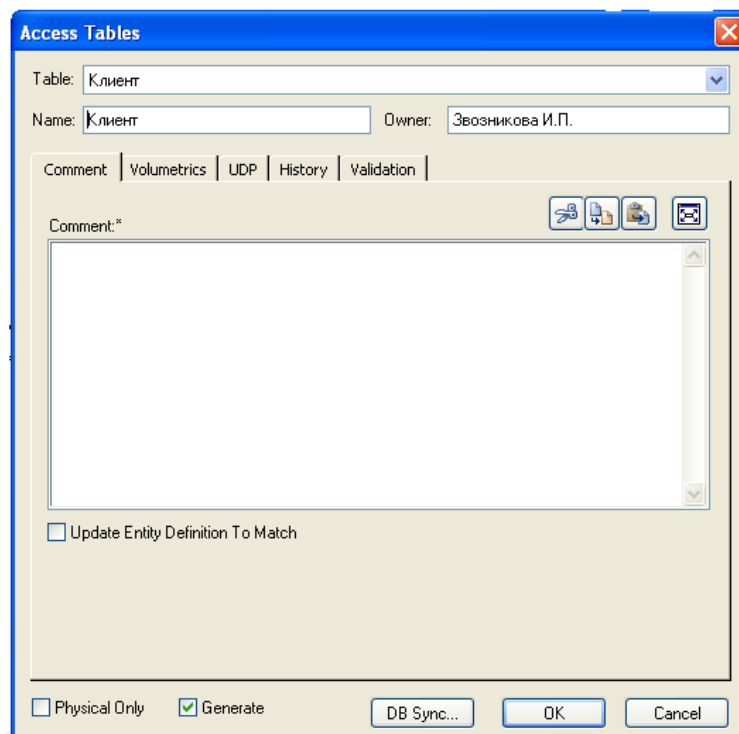 Access Tables
Table: Клиент
Name: Клиент Owner: Звозникова И.П.
Comment Volumetrics UDP History Validation
Comment:*
Update Entity Definition To Match
Physical Only Generate DB Sync... OK Cancel